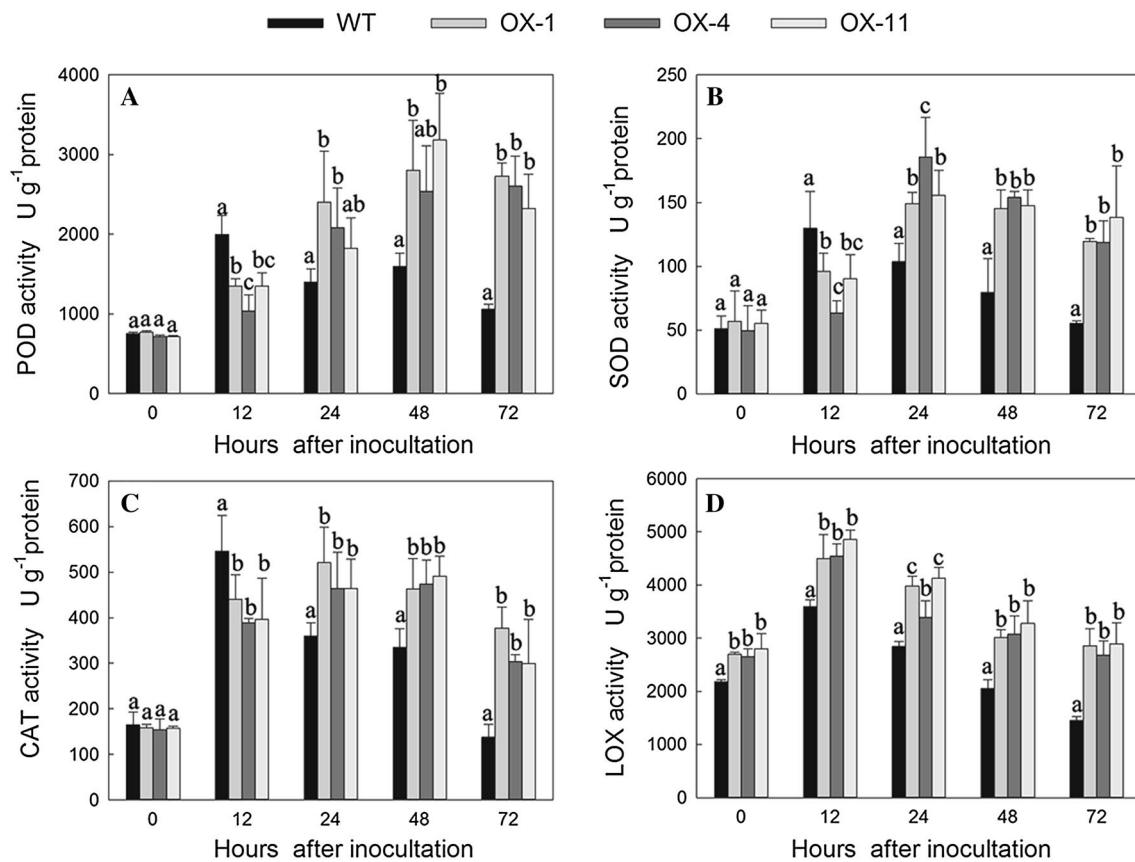 WT OX-1 OX-4 OX-11
A
POD activity U g⁻¹protein
4000
3000
2000
1000
0
a a a a
a b c bc
a b b ab
a b ab b
a b b b
0 12 24 48 72
Hours after inocultation
B
SOD activity U g⁻¹protein
250
200
150
100
50
0
a a a a
a b c bc
a b c b
a b b b
a b b b
0 12 24 48 72
Hours after inocultation
C
CAT activity U g⁻¹protein
700
600
500
400
300
200
100
0
a a a a
a b b b
a b b b
a b b b
a b b b
0 12 24 48 72
Hours after inocultation
D
LOX activity U g⁻¹protein
6000
5000
4000
3000
2000
1000
0
a b b b
a b b b
a c b c
a b b b
a b b b
0 12 24 48 72
Hours after inocultation